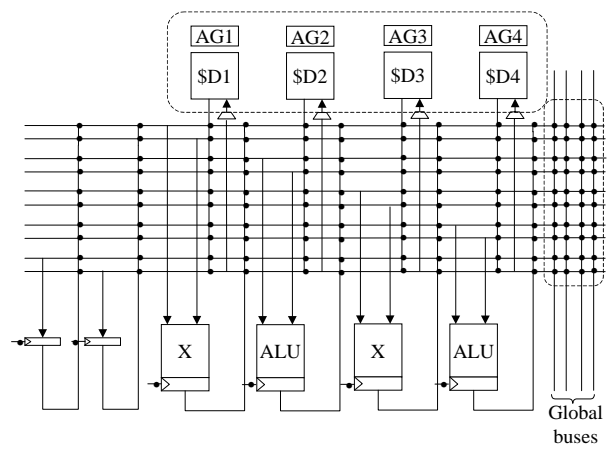 AG1 AG2 AG3 AG4
$D1 $D2 $D3 $D4
X ALU X ALU
Global
buses